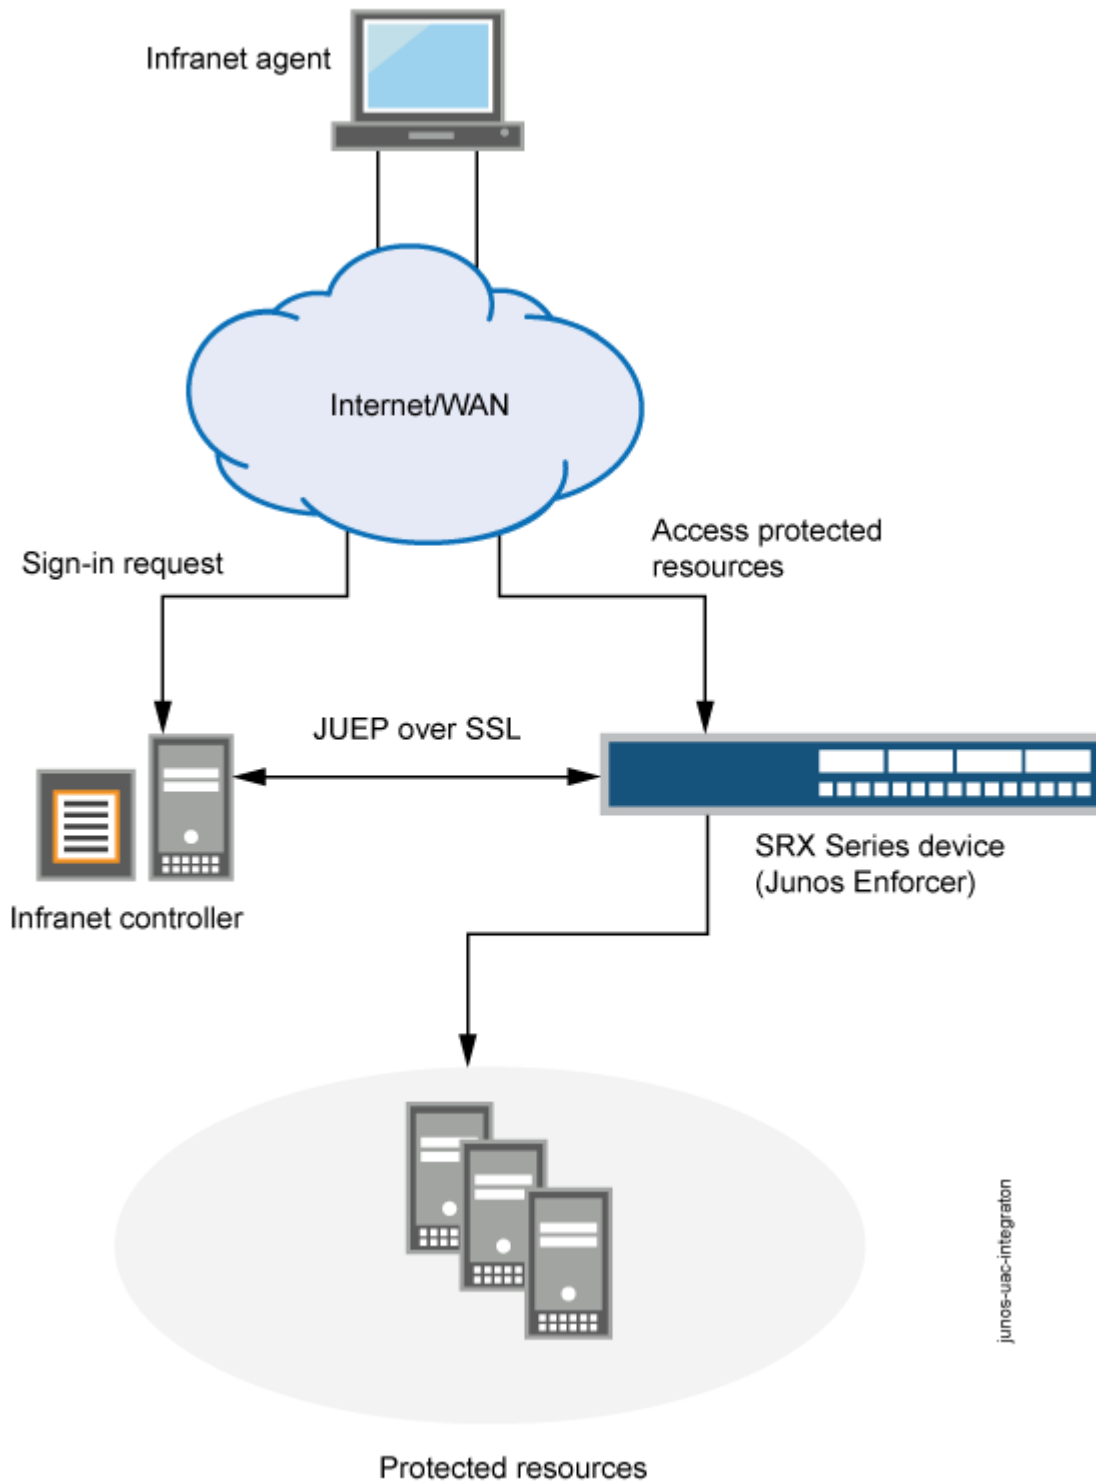 Infranet agent
Internet/WAN
Sign-in request
Access protected
resources
JUEP over SSL
SRX Series device
(Junos Enforcer)
Infranet controller
junos-uac-integraton
Protected resources